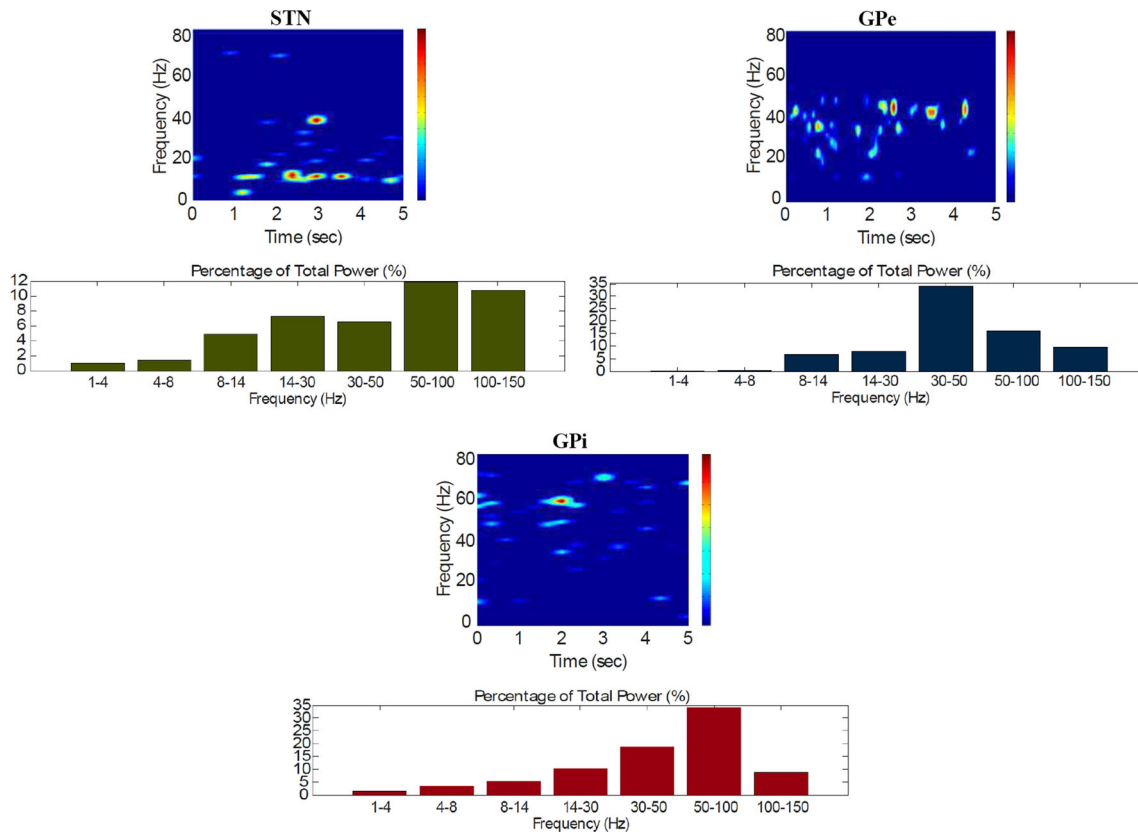 STN
80
60
40
20
0
Frequency (Hz)
0 1 2 3 4 5
Time (sec)
Percentage of Total Power (%)
12
10
8
6
4
2
0
1-4 4-8 8-14 14-30 30-50 50-100 100-150
Frequency (Hz)
GPe
80
60
40
20
0
Frequency (Hz)
0 1 2 3 4 5
Time (sec)
Percentage of Total Power (%)
35
30
25
20
15
10
5
0
1-4 4-8 8-14 14-30 30-50 50-100 100-150
Frequency (Hz)
GPi
80
60
40
20
0
Frequency (Hz)
0 1 2 3 4 5
Time (sec)
Percentage of Total Power (%)
35
30
25
20
15
10
5
0
1-4 4-8 8-14 14-30 30-50 50-100 100-150
Frequency (Hz)